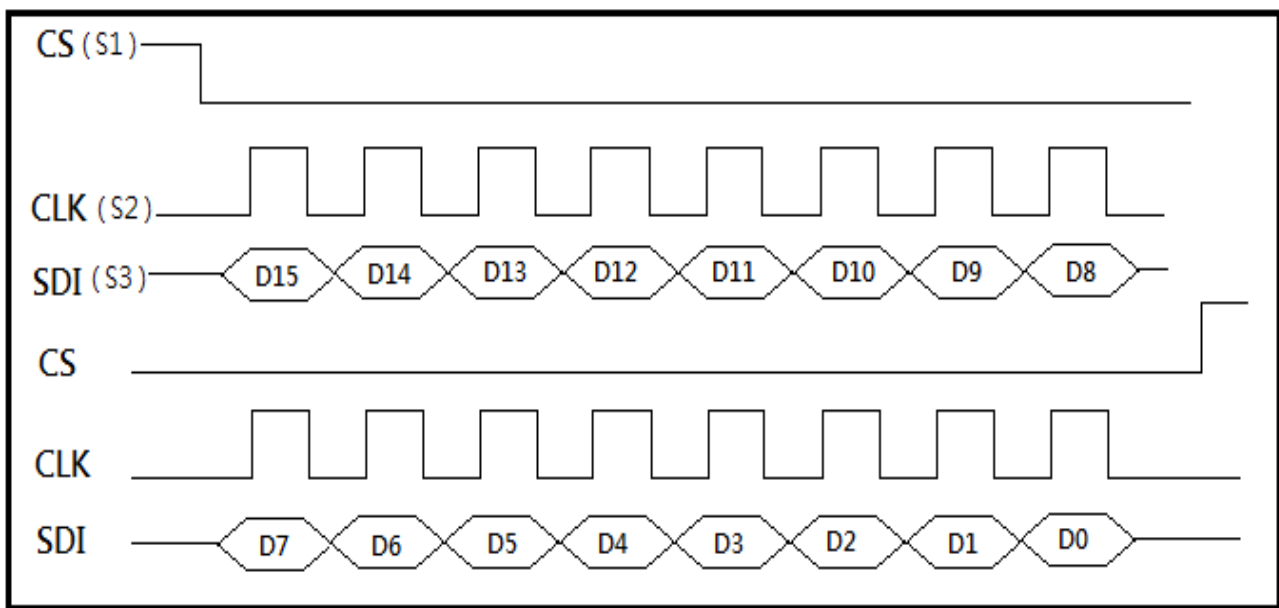 CS (S1)
CLK (S2)
SDI (S3) D15 D14 D13 D12 D11 D10 D9 D8
CS
CLK
SDI D7 D6 D5 D4 D3 D2 D1 D0